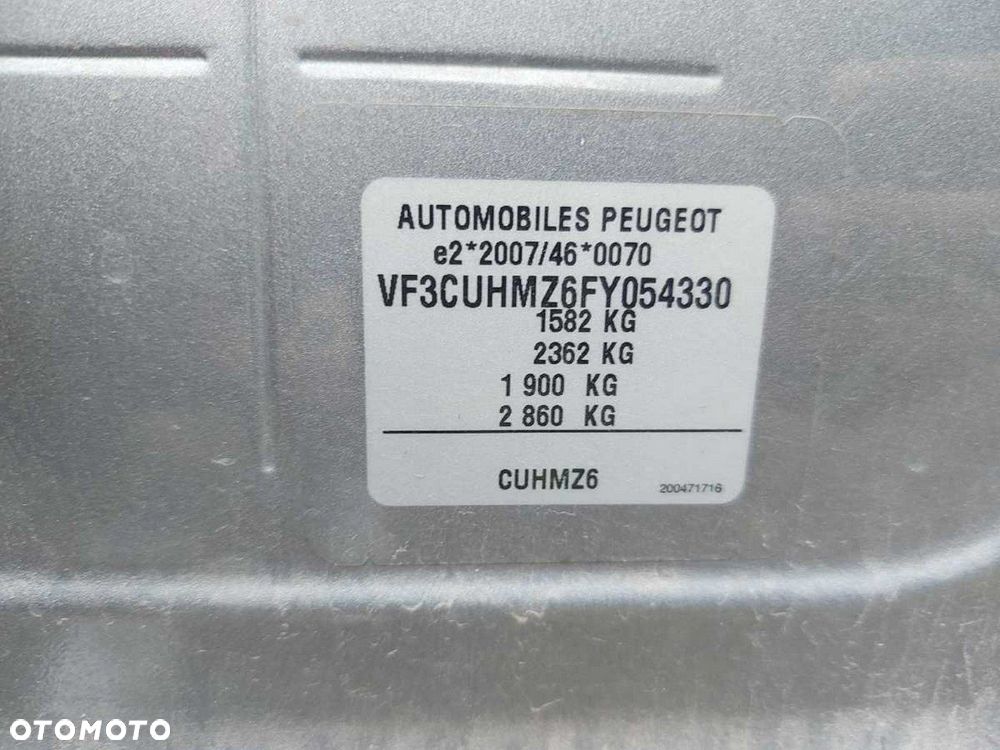 AUTOMOBILES PEUGEOT
e2*2007/46*0070
VF3CUHMZ6FY054330
1582 KG
2362 KG
1 900 KG
2 860 KG
CUHMZ6
200471716
OTOMOTO